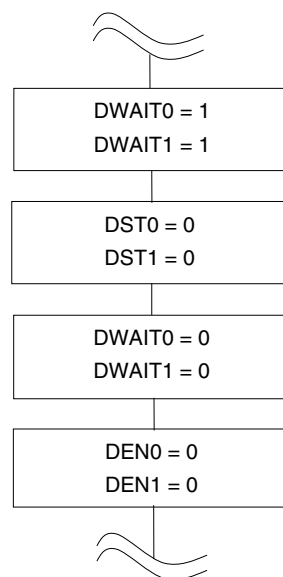 DWAIT0 = 1
DWAIT1 = 1
DST0 = 0
DST1 = 0
DWAIT0 = 0
DWAIT1 = 0
DEN0 = 0
DEN1 = 0